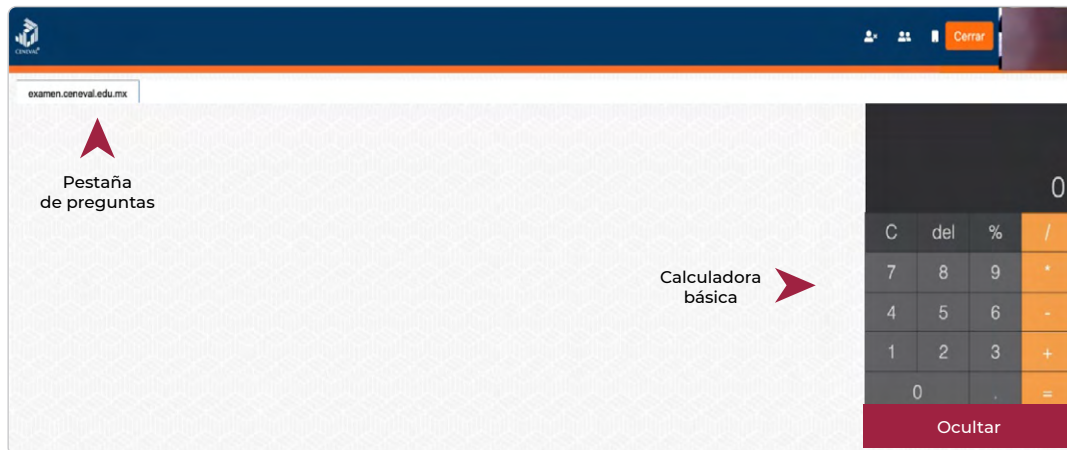 CENEVAL®
Cerrar
examen.ceneval.edu.mx
Pestaña
de preguntas
0
C del % /
7 8 9 *
Calculadora
básica
4 5 6 -
1 2 3 +
0 . =
Ocultar